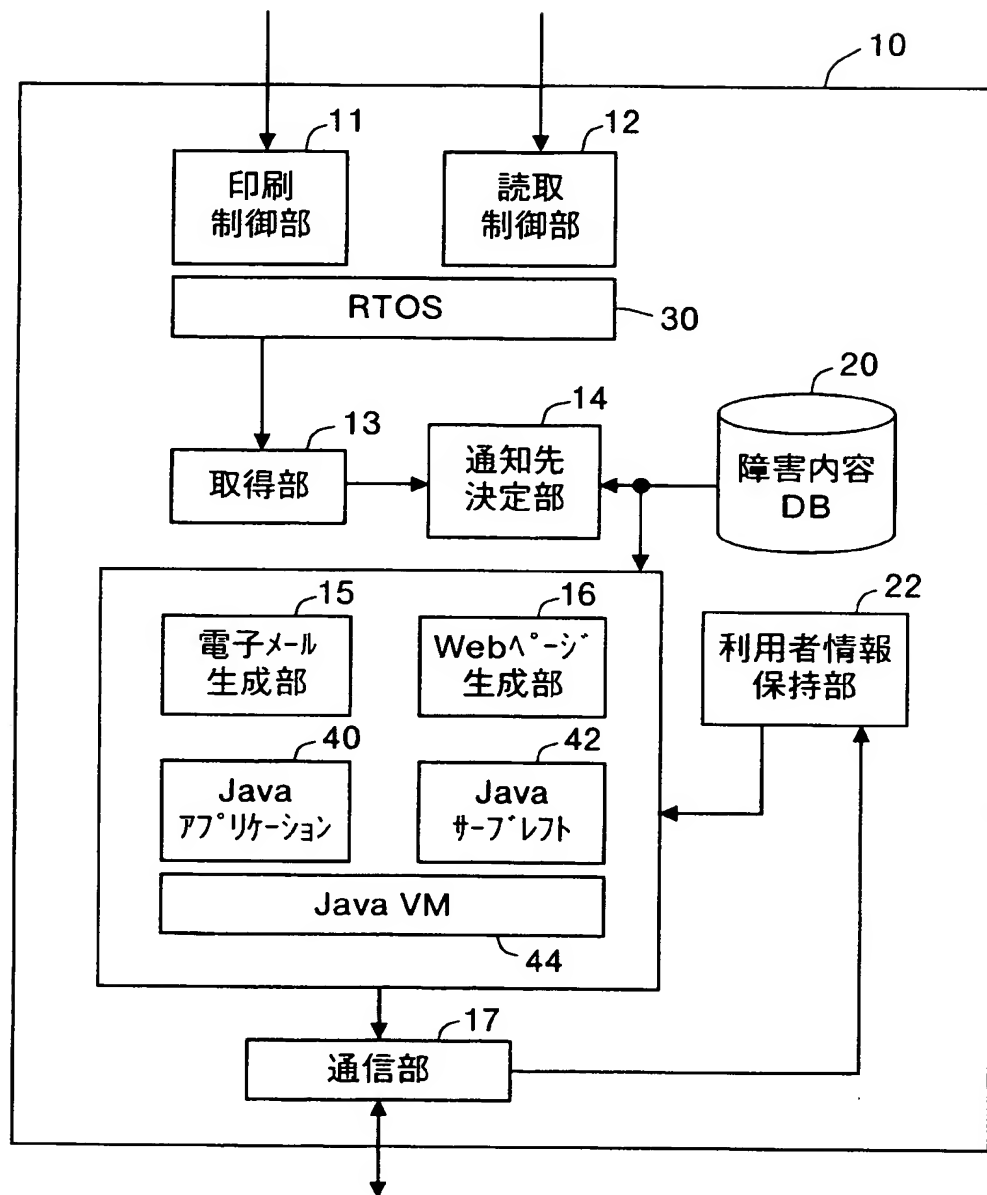 10
11
12
印刷
制御部
読取
制御部
RTOS
30
20
14
13
取得部
通知先
決定部
障害内容
DB
15
16
22
電子メール
生成部
Webページ
生成部
利用者情報
保持部
40
42
Java
アプリケーション
Java
サーブレフト
Java VM
44
17
通信部